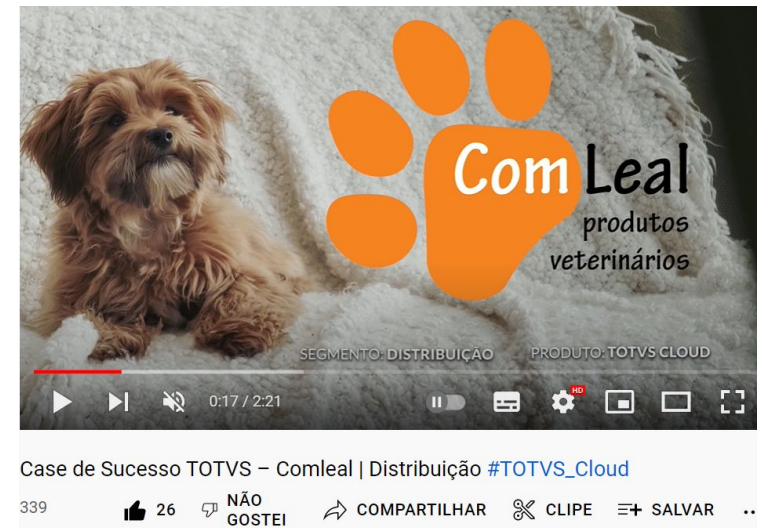 Com Leal
produtos
veterinários
SEGMENTO: DISTRIBUIÇÃO PRODUTO: TOTVS CLOUD
0:17 / 2:21
HD
Case de Sucesso TOTVS – Comleal | Distribuição #TOTVS_Cloud
339 26 NÃO GOSTEI COMPARTILHAR CLIPE SALVAR